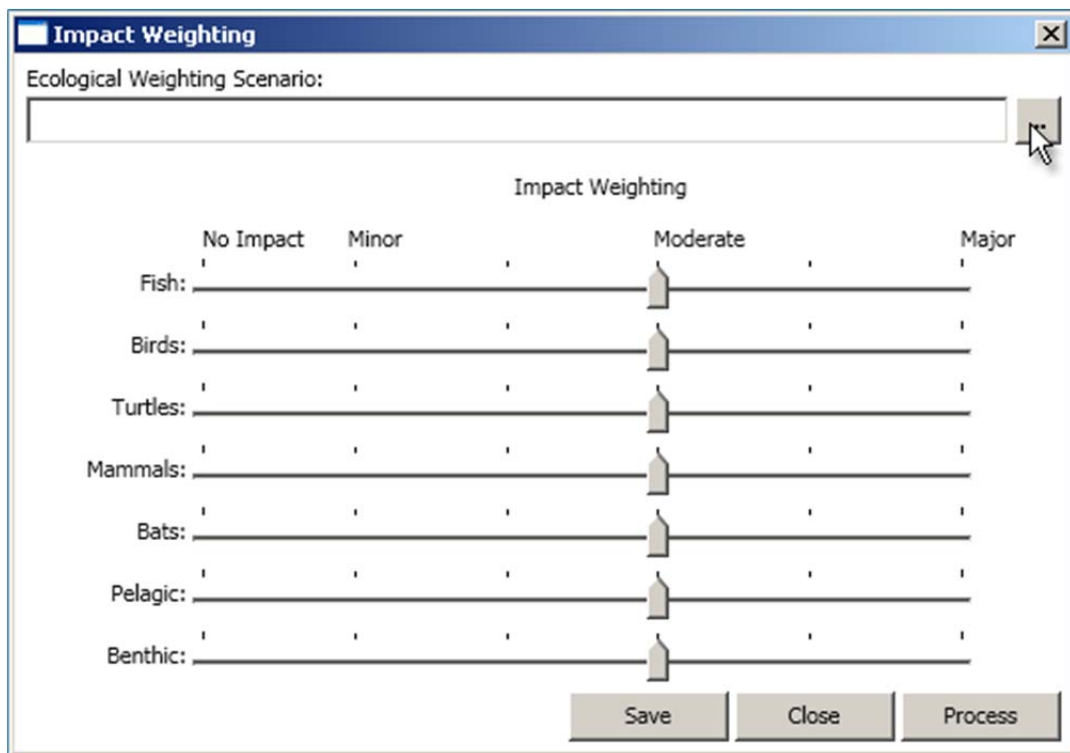 Impact Weighting
Ecological Weighting Scenario:
...
Impact Weighting
No Impact Minor Moderate Major
Fish:
Birds:
Turtles:
Mammals:
Bats:
Pelagic:
Benthic:
Save Close Process